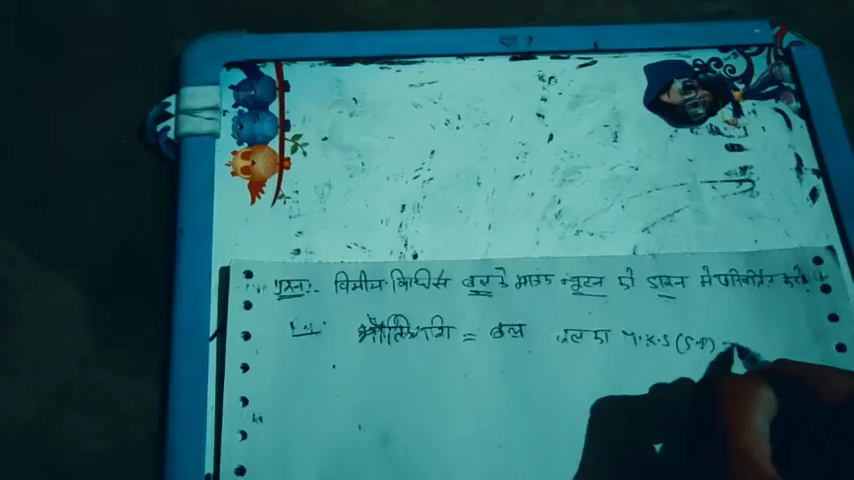 प्रश्न:- विमीय विधि से बल के मात्रक न्यूटन को डाइन में परिवर्तित करो।
हल: भौतिक राशि = बल बल का M.K.S (S.I) =